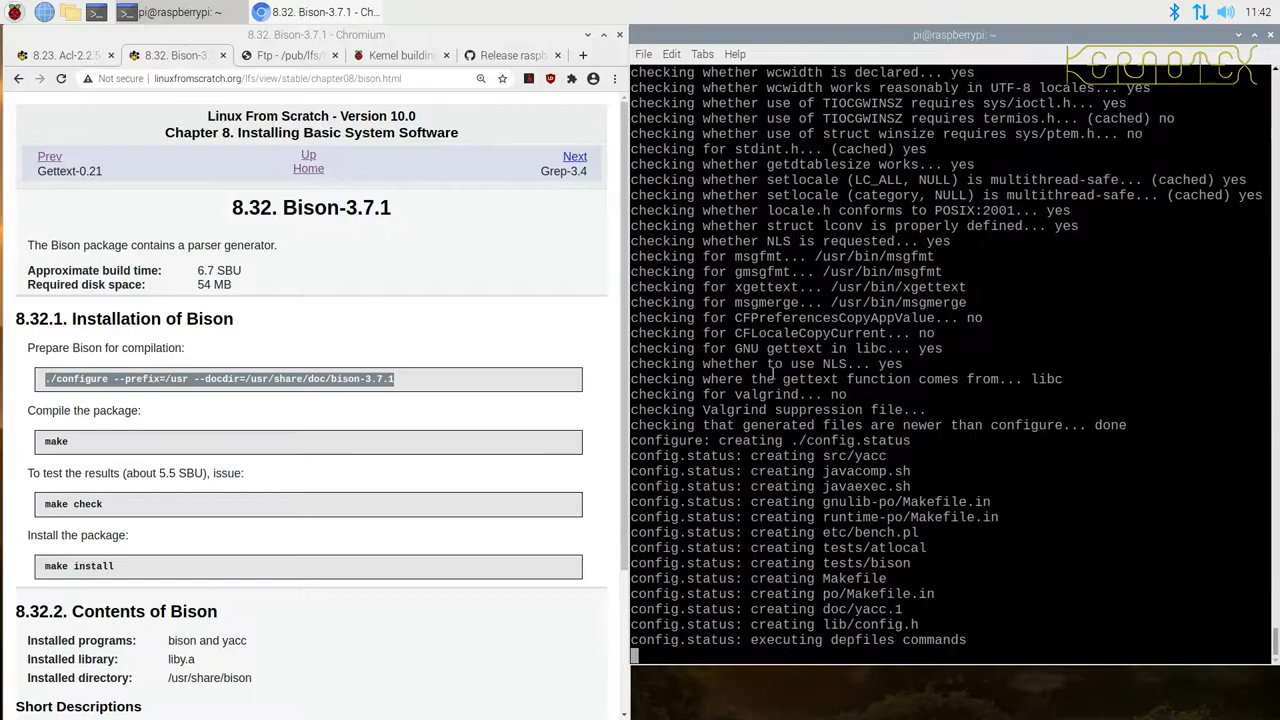 pi@raspberrypi: ~
8.32. Bison-3.7.1 - Ch...
11:42
8.32. Bison-3.7.1 - Chromium
8.23. Acl-2.2.5
8.32. Bison-3.7.1
Ftp - /pub/lfs/l
Kernel building
Release raspb
Not secure | linuxfromscratch.org/lfs/view/stable/chapter08/bison.html
Linux From Scratch - Version 10.0
Chapter 8. Installing Basic System Software
Prev
Up
Next
Gettext-0.21
Home
Grep-3.4
8.32. Bison-3.7.1
The Bison package contains a parser generator.
Approximate build time: 6.7 SBU
Required disk space: 54 MB
8.32.1. Installation of Bison
Prepare Bison for compilation:
./configure --prefix=/usr --docdir=/usr/share/doc/bison-3.7.1
Compile the package:
make
To test the results (about 5.5 SBU), issue:
make check
Install the package:
make install
8.32.2. Contents of Bison
Installed programs: bison and yacc
Installed library: liby.a
Installed directory: /usr/share/bison
Short Descriptions
pi@raspberrypi: ~
File Edit Tabs Help
checking whether wcwidth is declared... yes
checking whether wcwidth works reasonably in UTF-8 locales... yes
checking whether use of TIOCGWINSZ requires sys/ioctl.h... yes
checking whether use of TIOCGWINSZ requires termios.h... (cached) no
checking whether use of struct winsize requires sys/ptem.h... no
checking for stdint.h... (cached) yes
checking whether getdtablesize works... yes
checking whether setlocale (LC_ALL, NULL) is multithread-safe... (cached) yes
checking whether setlocale (category, NULL) is multithread-safe... (cached) yes
checking whether locale.h conforms to POSIX:2001... yes
checking whether struct lconv is properly defined... yes
checking whether NLS is requested... yes
checking for msgfmt... /usr/bin/msgfmt
checking for gmsgfmt... /usr/bin/msgfmt
checking for xgettext... /usr/bin/xgettext
checking for msgmerge... /usr/bin/msgmerge
checking for CFPreferencesCopyAppValue... no
checking for CFLocaleCopyCurrent... no
checking for GNU gettext in libc... yes
checking whether to use NLS... yes
checking where the gettext function comes from... libc
checking for valgrind... no
checking Valgrind suppression file...
checking that generated files are newer than configure... done
configure: creating ./config.status
config.status: creating src/yacc
config.status: creating javacomp.sh
config.status: creating javaexec.sh
config.status: creating gnulib-po/Makefile.in
config.status: creating runtime-po/Makefile.in
config.status: creating etc/bench.pl
config.status: creating tests/atlocal
config.status: creating tests/bison
config.status: creating Makefile
config.status: creating po/Makefile.in
config.status: creating doc/yacc.1
config.status: creating lib/config.h
config.status: executing depfiles commands